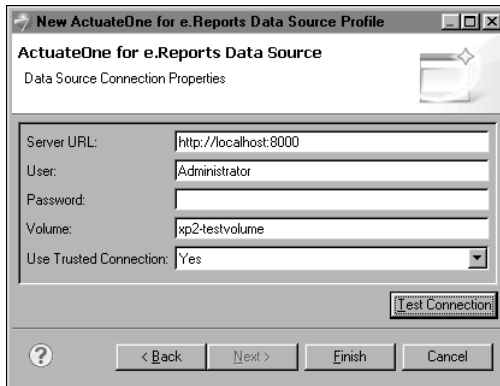 New ActuateOne for e.Reports Data Source Profile
ActuateOne for e.Reports Data Source
Data Source Connection Properties
Server URL: http://localhost:8000
User: Administrator
Password:
Volume: xp2-testvolume
Use Trusted Connection: Yes
Test Connection
? < Back Next > Finish Cancel